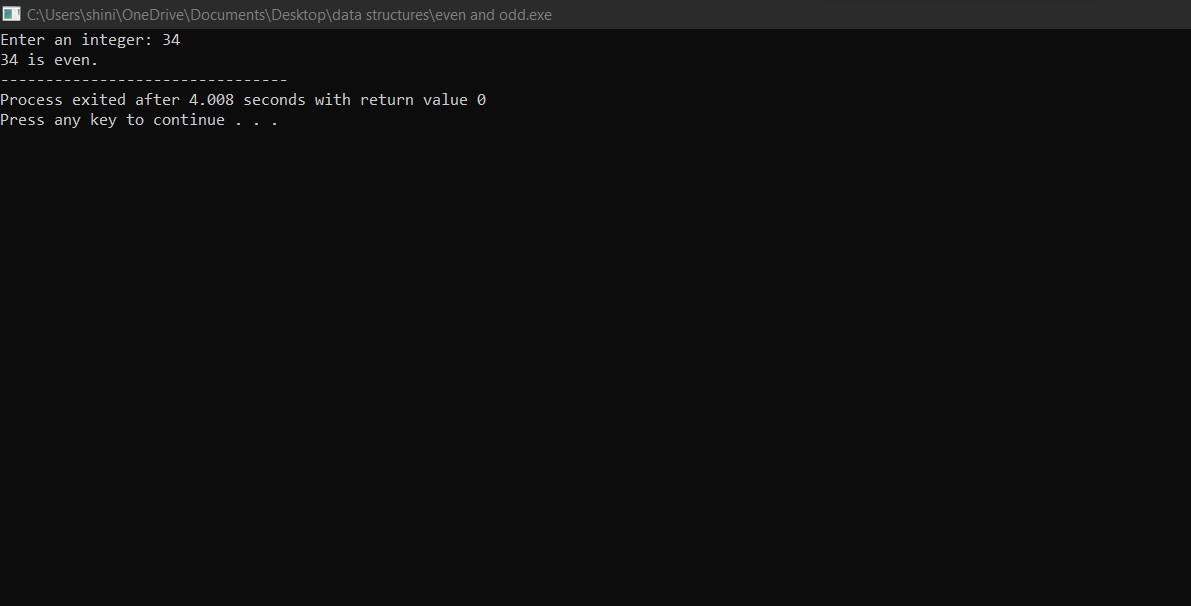 C:\Users\shini\OneDrive\Documents\Desktop\data structures\even and odd.exe
Enter an integer: 34
34 is even.
--------------------------------
Process exited after 4.008 seconds with return value 0
Press any key to continue . . .